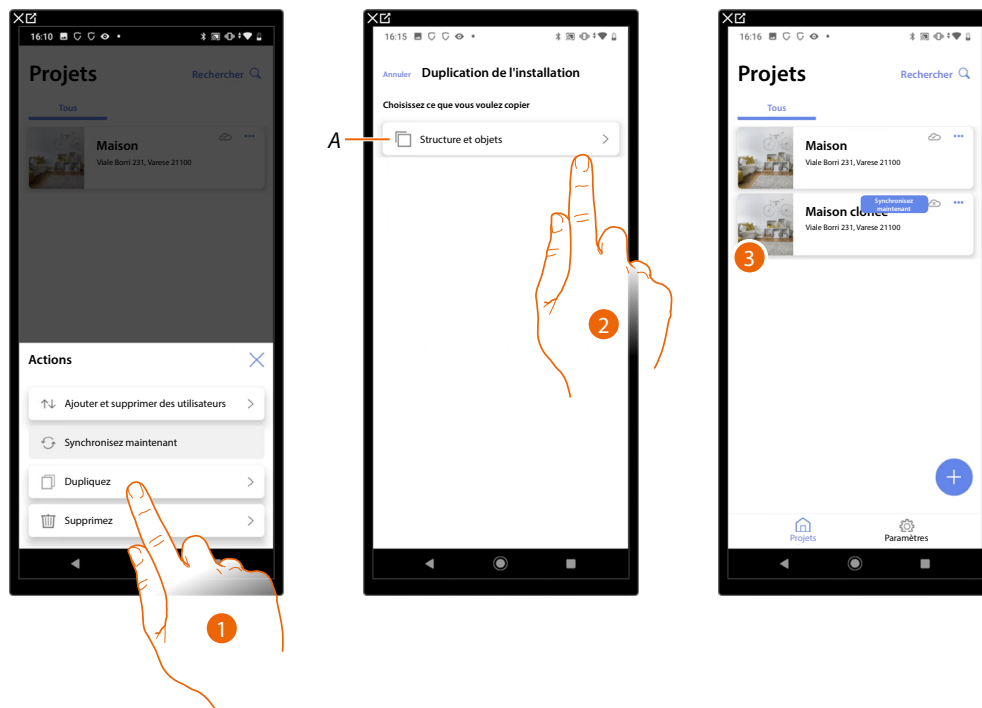 16:10
Projets
Rechercher
Tous
Maison
Viale Borri 231, Varese 21100
Actions
Ajouter et supprimer des utilisateurs
Synchronisez maintenant
Dupliquez
Supprimez
1
16:15
Annuler Duplication de l'installation
Choisissez ce que vous voulez copier
A
Structure et objets
2
16:16
Projets
Rechercher
Tous
Maison
Viale Borri 231, Varese 21100
Synchronisez
maintenant
Maison clonée
Viale Borri 231, Varese 21100
3
Projets
Paramètres